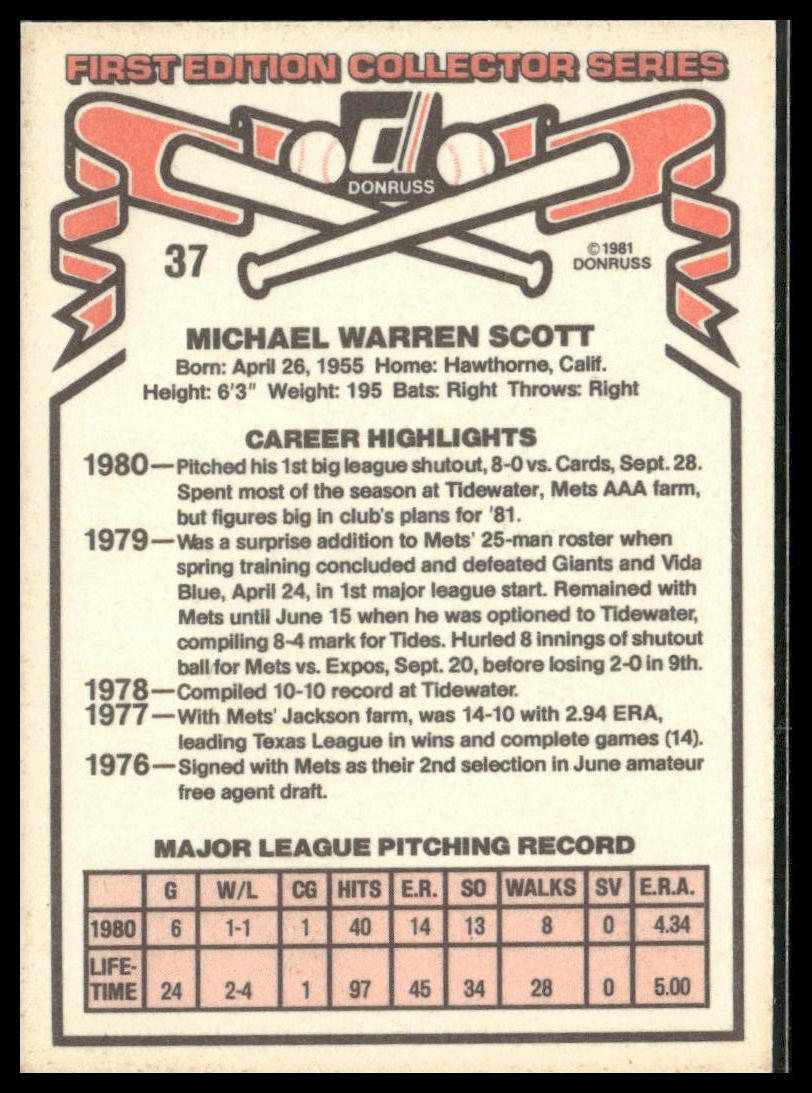 FIRST EDITION COLLECTOR SERIES
d
DONRUSS
37
©1981
DONRUSS
MICHAEL WARREN SCOTT
Born: April 26, 1955 Home: Hawthorne, Calif.
Height: 6'3" Weight: 195 Bats: Right Throws: Right
CAREER HIGHLIGHTS
1980—Pitched his 1st big league shutout, 8-0 vs. Cards, Sept. 28.
Spent most of the season at Tidewater, Mets AAA farm,
but figures big in club's plans for '81.
1979—Was a surprise addition to Mets' 25-man roster when
spring training concluded and defeated Giants and Vida
Blue, April 24, in 1st major league start. Remained with
Mets until June 15 when he was optioned to Tidewater,
compiling 8-4 mark for Tides. Hurled 8 innings of shutout
ball for Mets vs. Expos, Sept. 20, before losing 2-0 in 9th.
1978—Compiled 10-10 record at Tidewater.
1977—With Mets' Jackson farm, was 14-10 with 2.94 ERA,
leading Texas League in wins and complete games (14).
1976—Signed with Mets as their 2nd selection in June amateur
free agent draft.
MAJOR LEAGUE PITCHING RECORD
G W/L CG HITS E.R. SO WALKS SV E.R.A.
1980 6 1-1 1 40 14 13 8 0 4.34
LIFE-
TIME 24 2-4 1 97 45 34 28 0 5.00